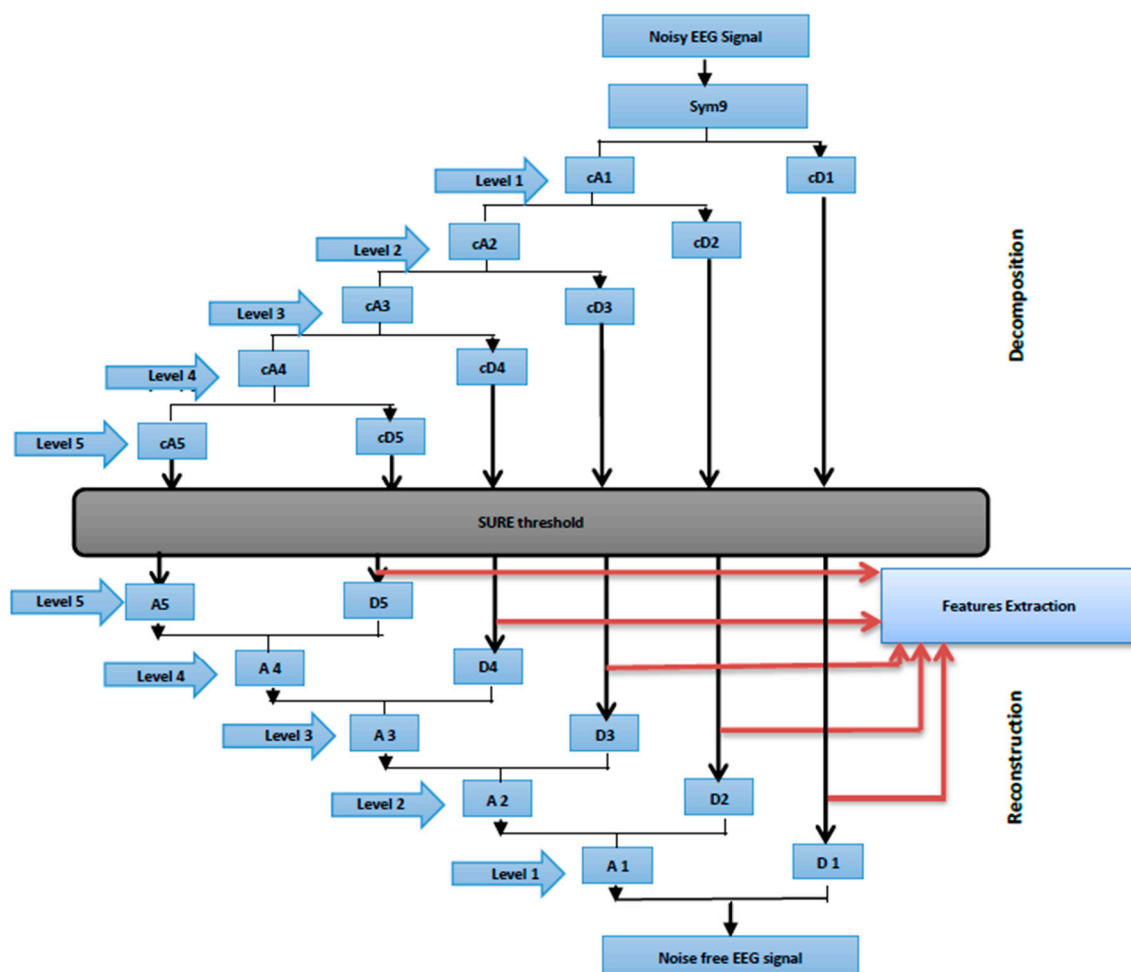 Noisy EEG Signal
Sym9
Level 1
cA1
cD1
Level 2
cA2
cD2
Level 3
cA3
cD3
Level 4
cA4
cD4
Level 5
cA5
cD5
Decomposition
SURE threshold
Level 5
A5
D5
Features Extraction
Level 4
A 4
D4
Level 3
A 3
D3
Level 2
A 2
D2
Level 1
A 1
D 1
Reconstruction
Noise free EEG signal